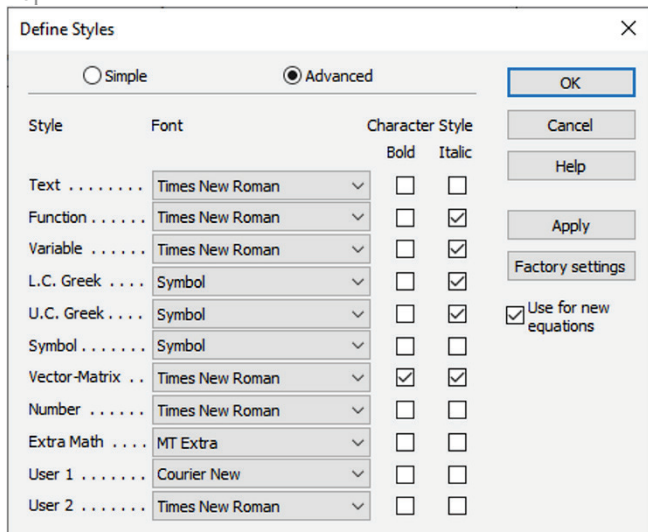 Define Styles
Simple Advanced OK
Style Font Character Style Cancel
Bold Italic
Help
Text ........ Times New Roman
Function ...... Times New Roman
Apply
Variable ...... Times New Roman
L.C. Greek .... Symbol
Factory settings
U.C. Greek .... Symbol
Use for new
equations
Symbol ....... Symbol
Vector-Matrix .. Times New Roman
Number ...... Times New Roman
Extra Math .... MT Extra
User 1 ....... Courier New
User 2 ....... Times New Roman